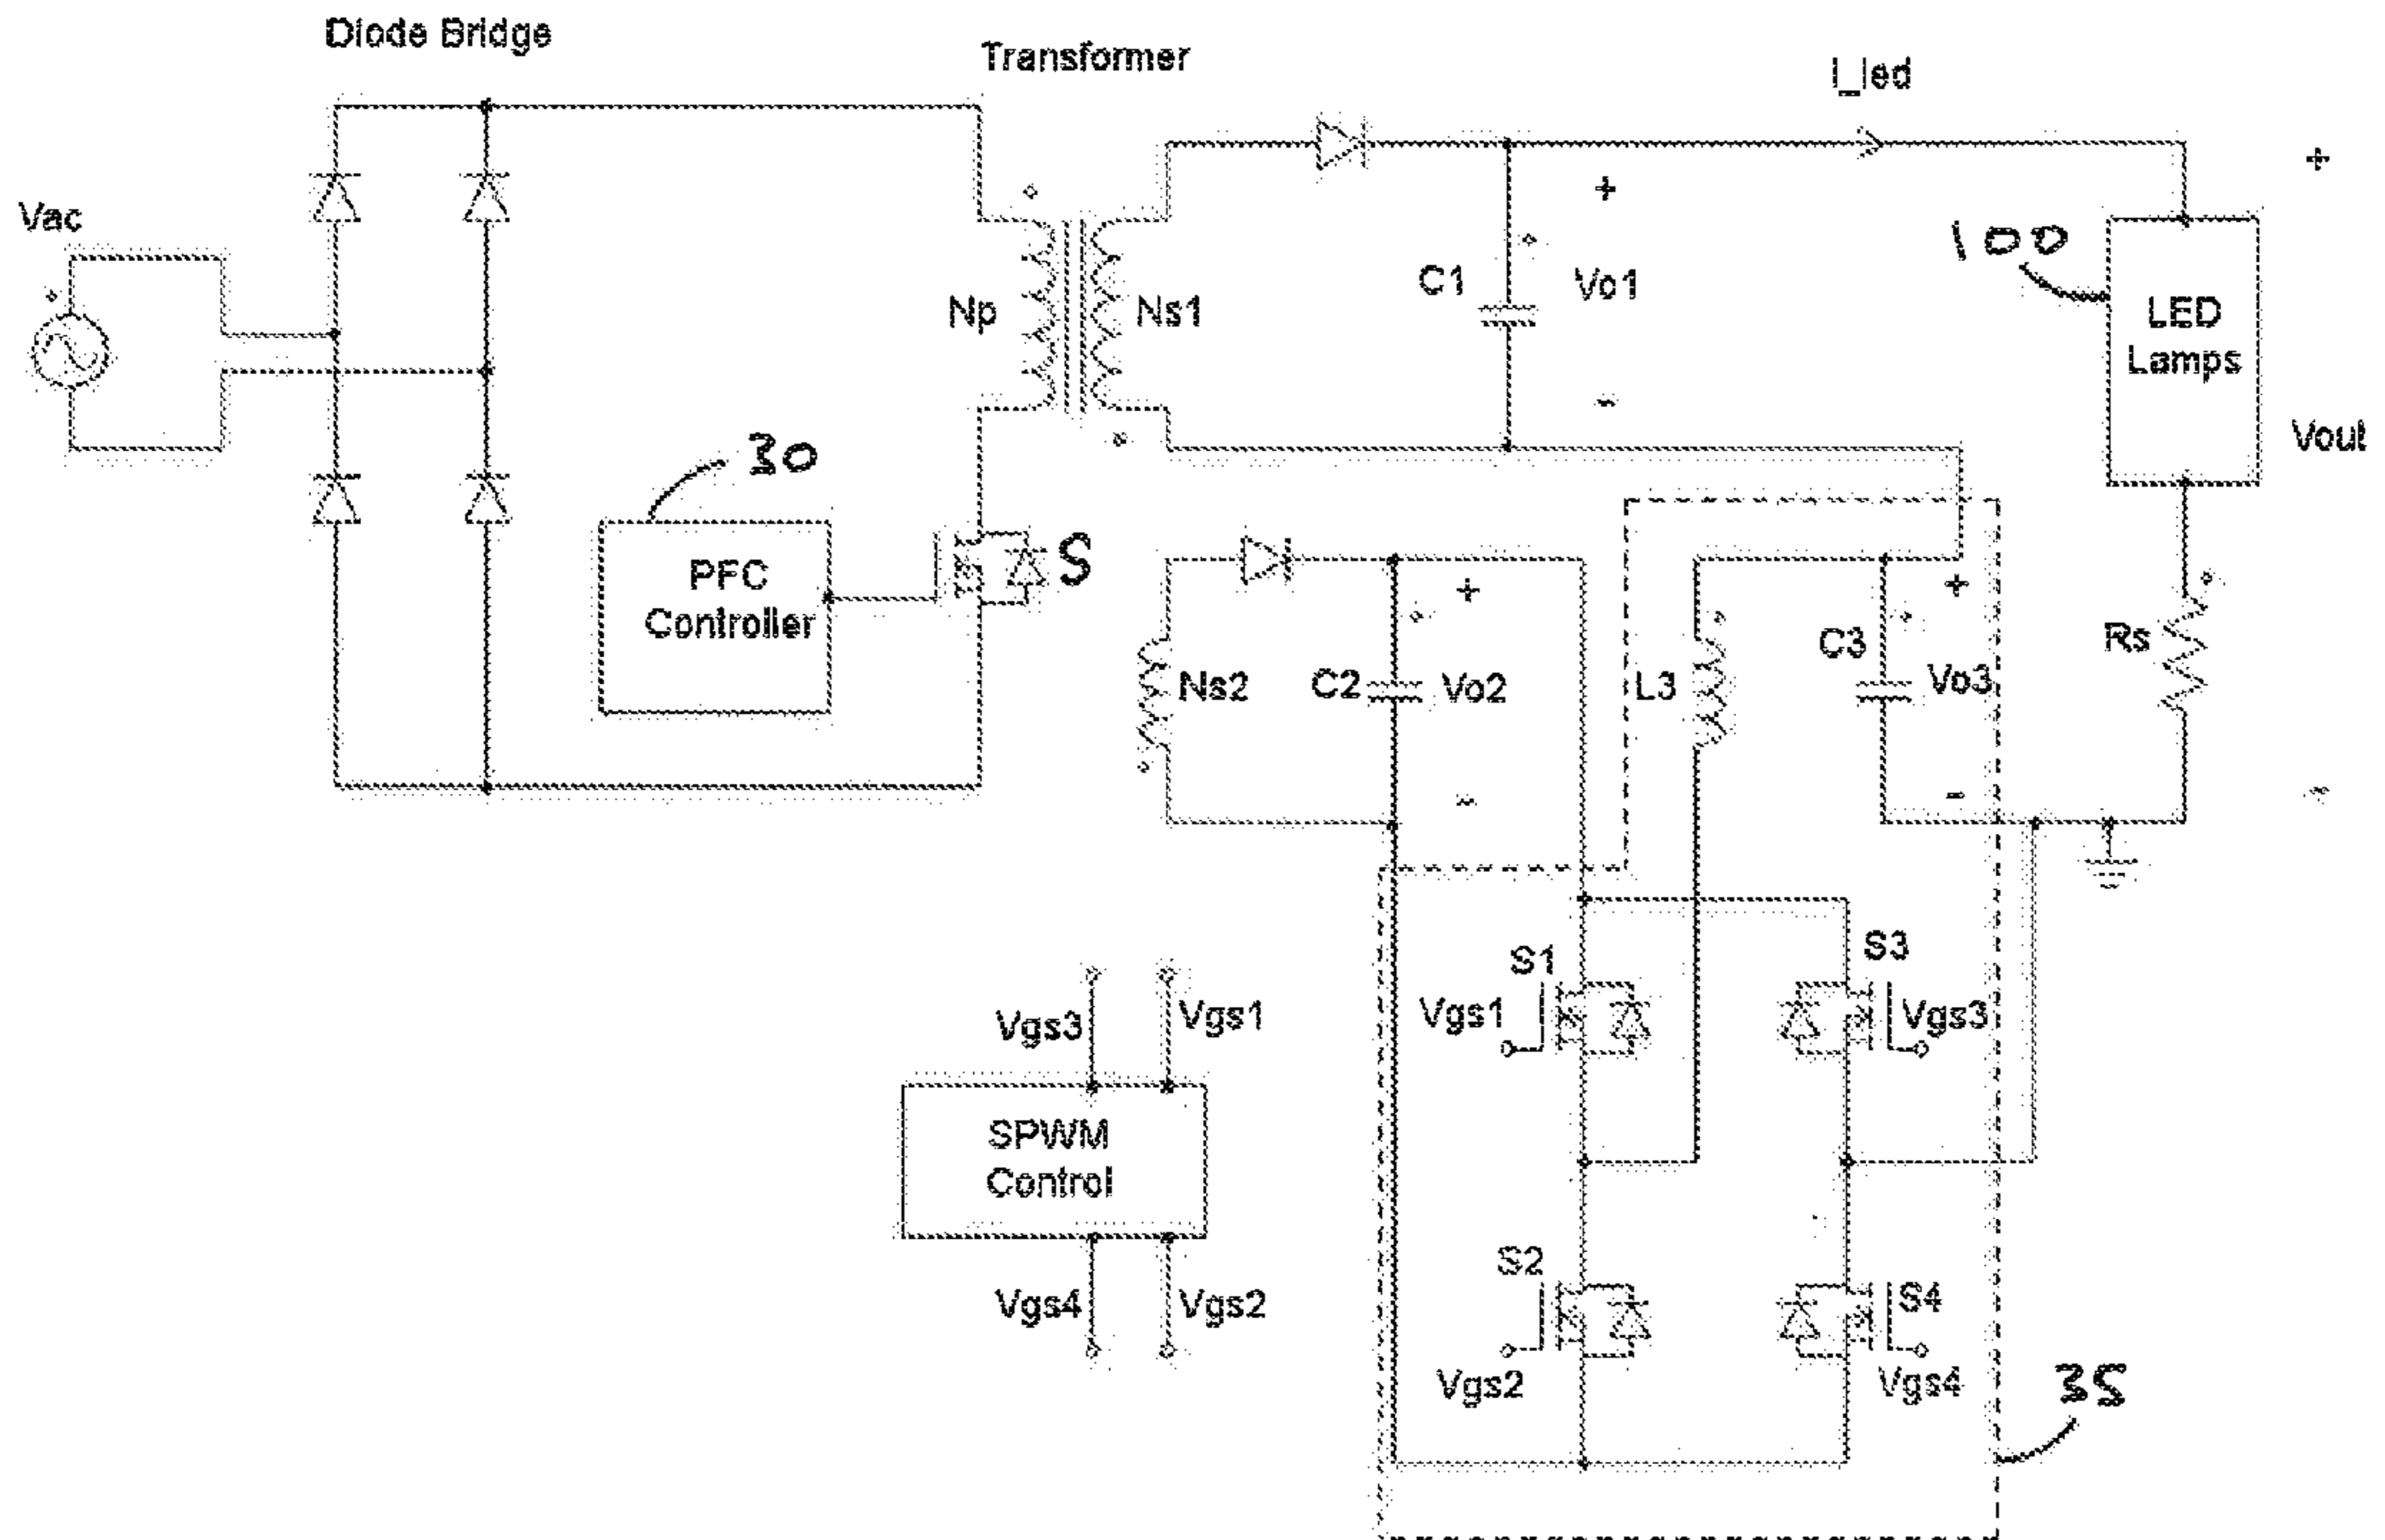 Diode Bridge
Transformer
I_led
Vac
+
+
100
C1
Vo1
Np
Ns1
LED
Lamps
-
Vout
30
PFC
Controller
S
+
+
Ns2
C2
Vo2
L3
C3
Vo3
Rs
-
-
-
S1
S3
Vgs3
Vgs1
Vgs1
Vgs3
SPWM
Control
S2
S4
Vgs4
Vgs2
Vgs2
Vgs4
35